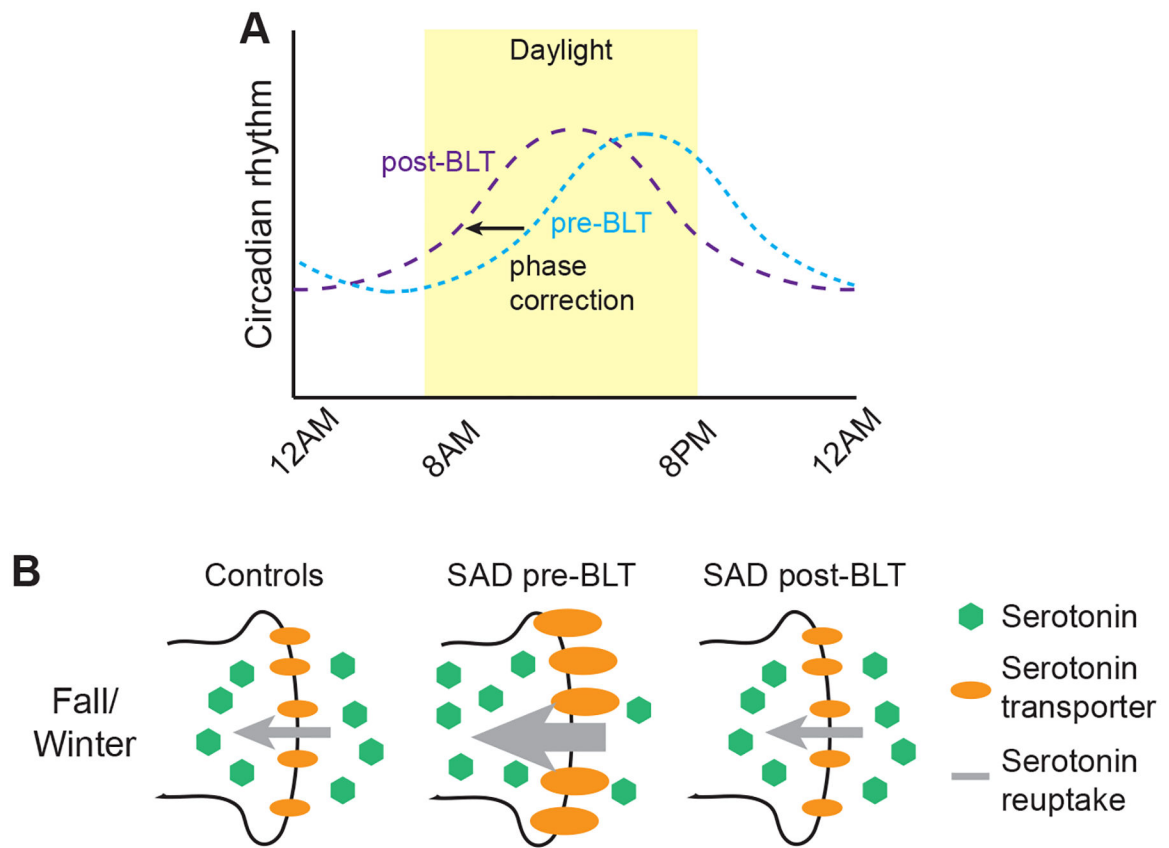 A
Daylight
Circadian rhythm
post-BLT
pre-BLT
phase
correction
12AM
8AM
8PM
12AM
B
Controls
SAD pre-BLT
SAD post-BLT
Fall/
Winter
Serotonin
Serotonin
transporter
Serotonin
reuptake